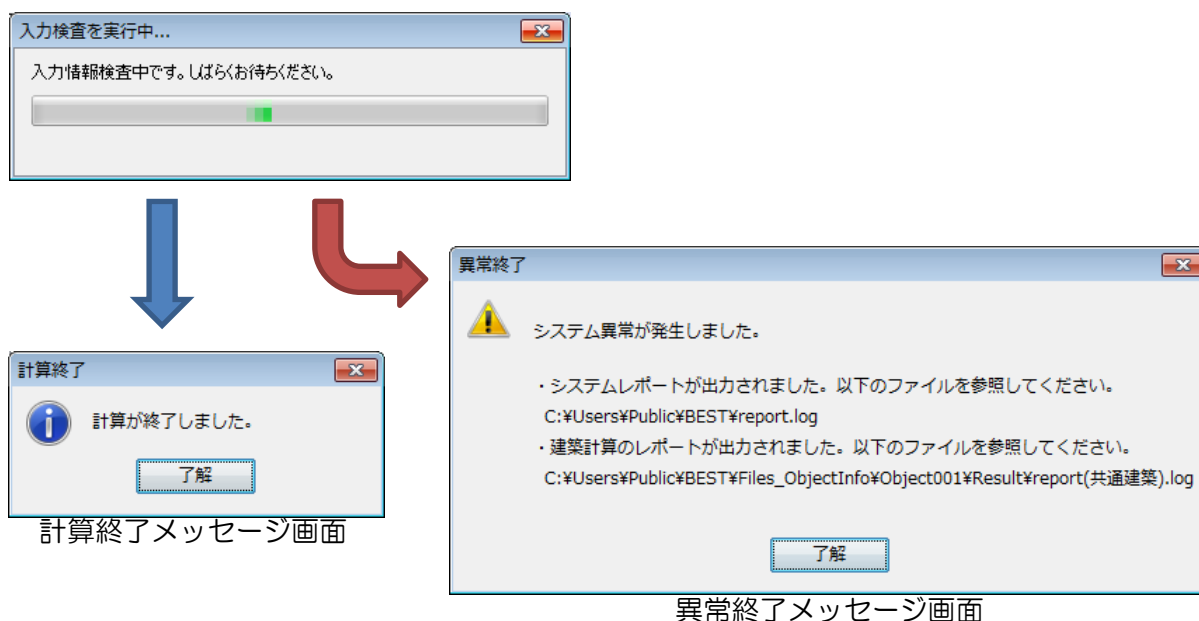 入力検査を実行中...
入力情報検査中です。しばらくお待ちください。
計算終了
計算が終了しました。
了解
計算終了メッセージ画面
異常終了
システム異常が発生しました。
・システムレポートが出力されました。以下のファイルを参照してください。
C:¥Users¥Public¥BEST¥report.log
・建築計算のレポートが出力されました。以下のファイルを参照してください。
C:¥Users¥Public¥BEST¥Files_ObjectInfo¥Object001¥Result¥report(共通建築).log
了解
異常終了メッセージ画面